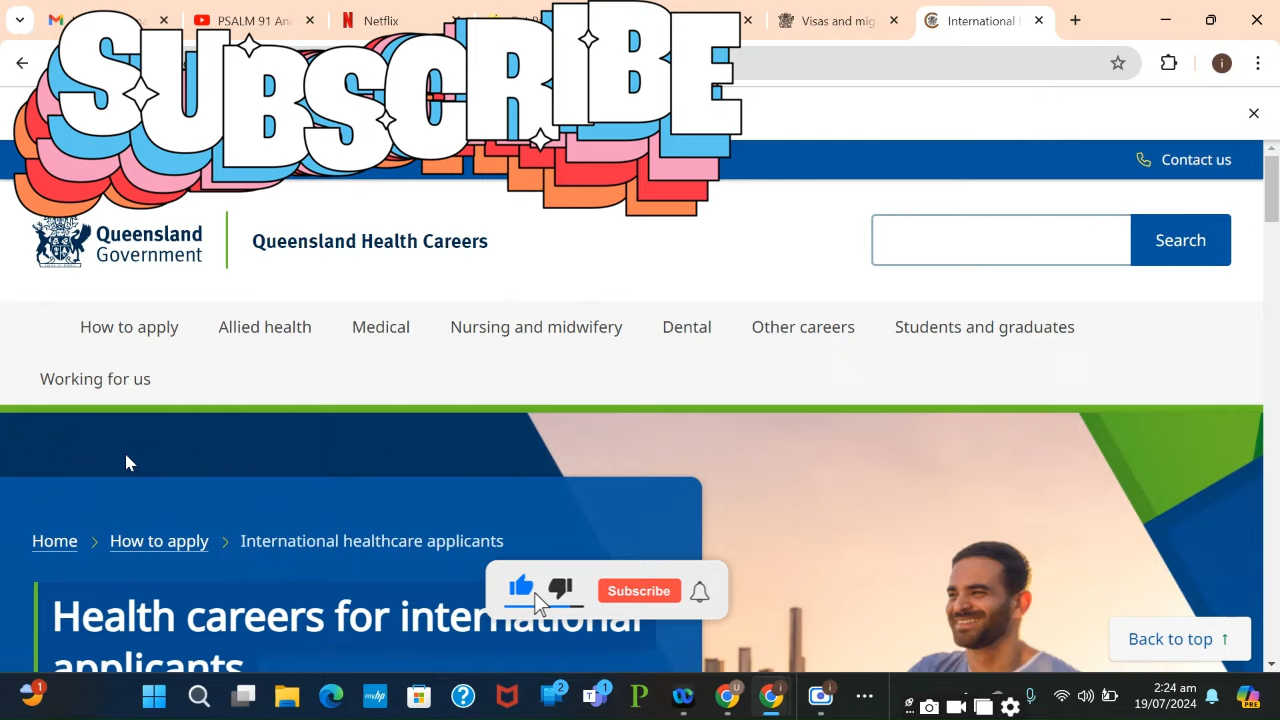 PSALM 91 An
Netflix
Visas and mig
International
SUBSCRIBE
Contact us
Queensland
Government
Queensland Health Careers
Search
How to apply
Allied health
Medical
Nursing and midwifery
Dental
Other careers
Students and graduates
Working for us
Home > How to apply > International healthcare applicants
Health careers for international
applicants
Subscribe
Back to top ↑
2:24 am
19/07/2024